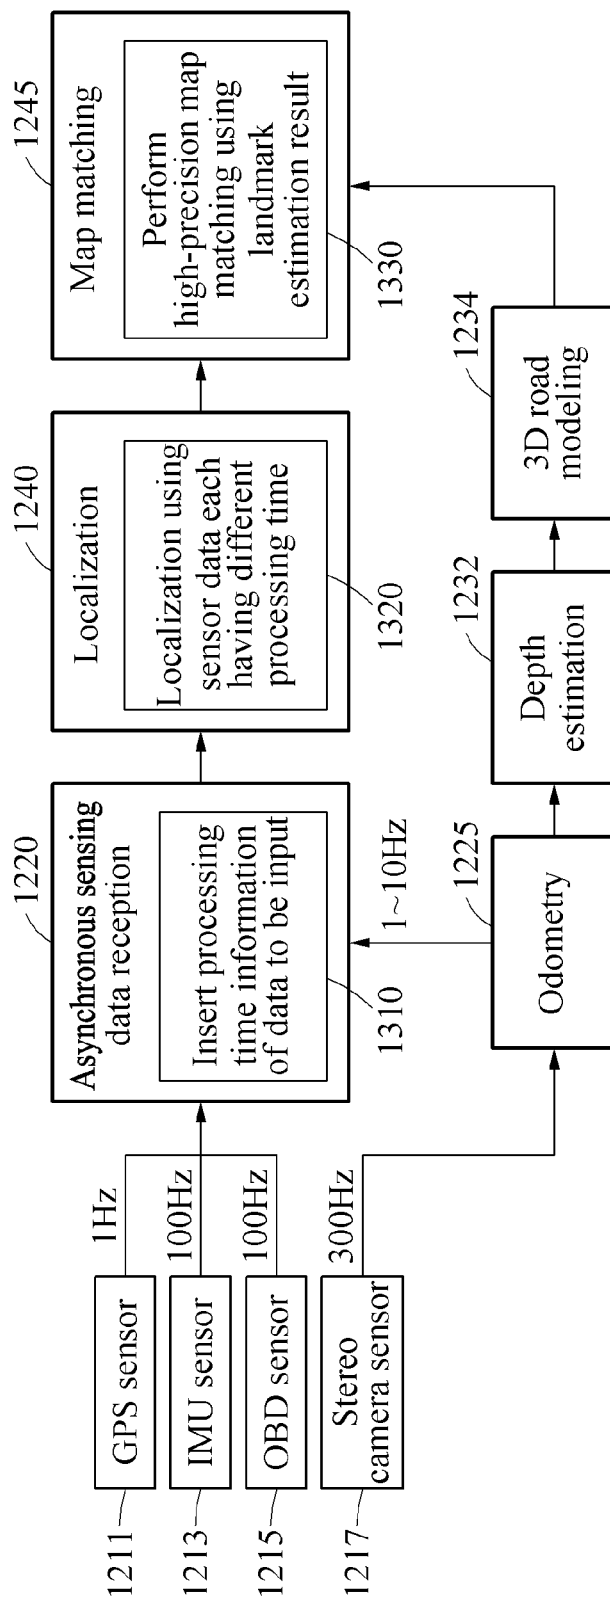 1211
GPS sensor
1Hz
1213
IMU sensor
100Hz
1215
OBD sensor
100Hz
1217
Stereo
camera sensor
300Hz
1220
Asynchronous sensing
data reception
Insert processing
time information
of data to be input
1310
1~10Hz
1225
Odometry
1240
Localization
Localization using
sensor data each
having different
processing time
1320
1232
Depth
estimation
1245
Map matching
Perform
high-precision map
matching using
landmark
estimation result
1330
1234
3D road
modeling